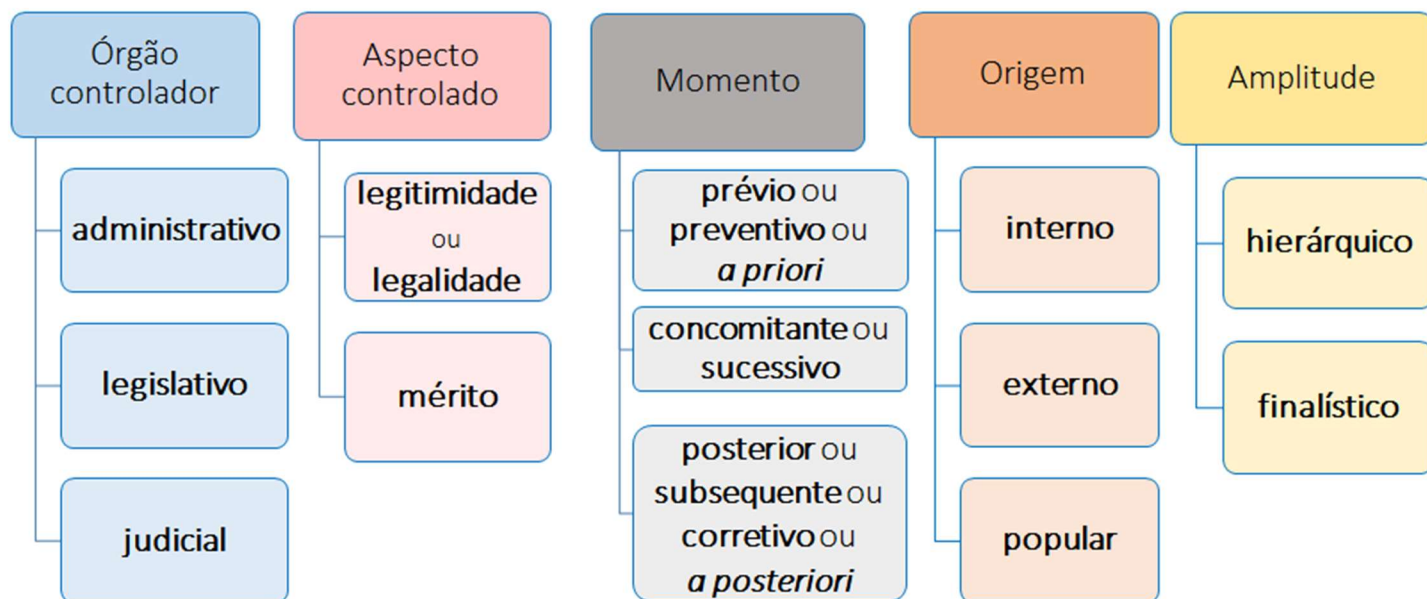 Órgão
controlador
administrativo
legislativo
judicial
Aspecto
controlado
legitimidade
ou
legalidade
mérito
Momento
prévio ou
preventivo ou
a priori
concomitante ou
sucessivo
posterior ou
subsequente ou
corretivo ou
a posteriori
Origem
interno
externo
popular
Amplitude
hierárquico
finalístico